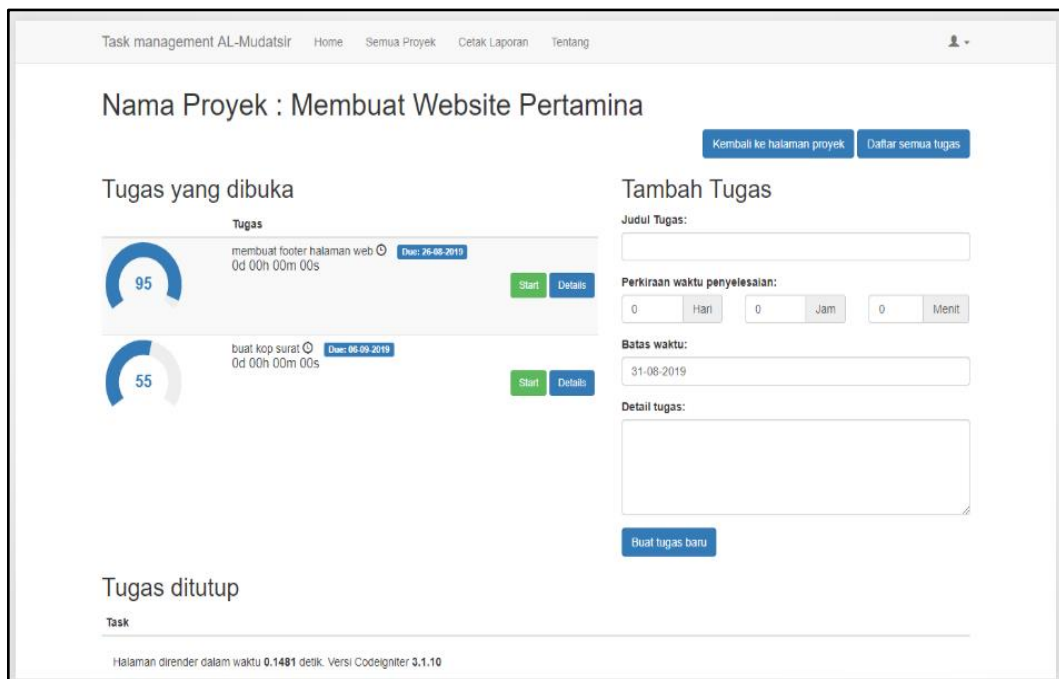 Task management AL-Mudatsir Home Semua Proyek Cetak Laporan Tentang
Nama Proyek : Membuat Website Pertamina
Kembali ke halaman proyek Daftar semua tugas
Tugas yang dibuka
Tugas
95
membuat footer halaman web Due: 26-08-2019
0d 00h 00m 00s
Start Details
55
buat kop surat Due: 06-09-2019
0d 00h 00m 00s
Start Details
Tambah Tugas
Judul Tugas:
Perkiraan waktu penyelesaian:
0 Hari 0 Jam 0 Menit
Batas waktu:
31-08-2019
Detail tugas:
Buat tugas baru
Tugas ditutup
Task
Halaman dirender dalam waktu 0.1481 detik. Versi CodeIgniter 3.1.10